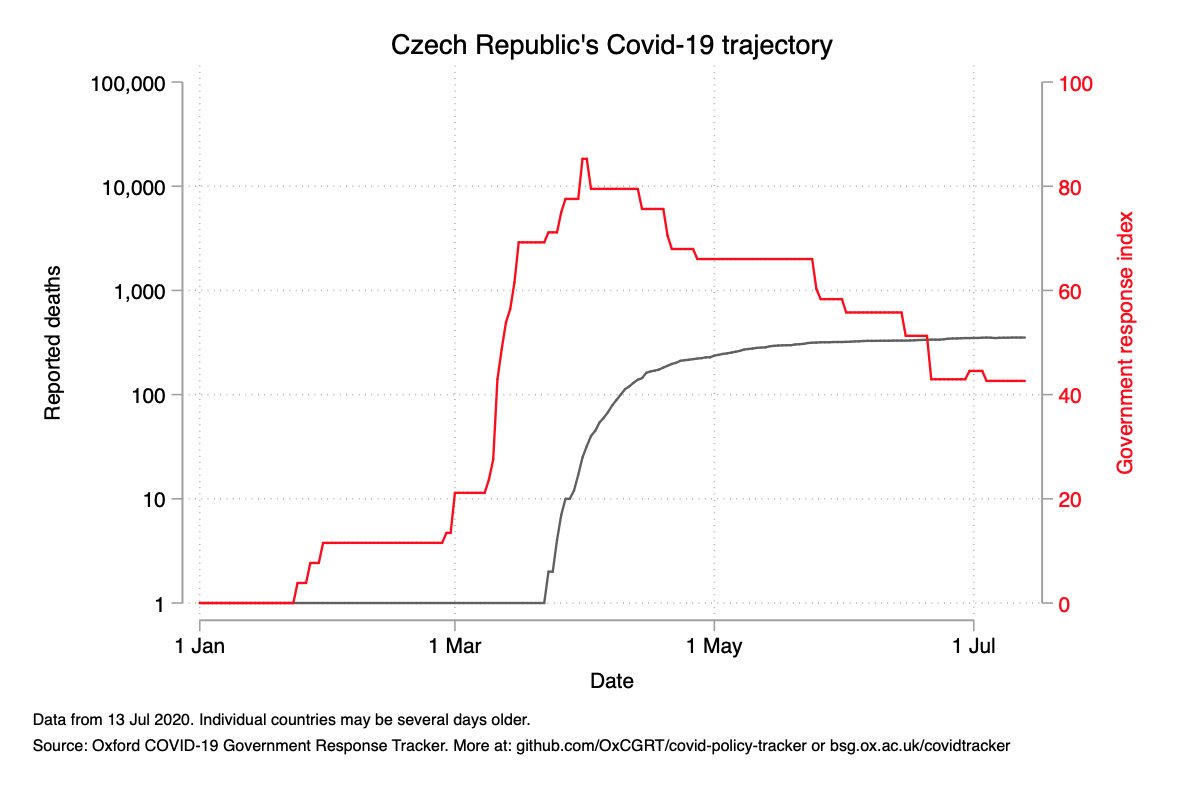 Czech Republic's Covid-19 trajectory
100,000
10,000
1,000
100
10
1
Reported deaths
100
80
60
40
20
0
Government response index
1 Jan
1 Mar
1 May
1 Jul
Date
Data from 13 Jul 2020. Individual countries may be several days older.
Source: Oxford COVID-19 Government Response Tracker. More at: github.com/OxCGRT/covid-policy-tracker or bsg.ox.ac.uk/covidtracker